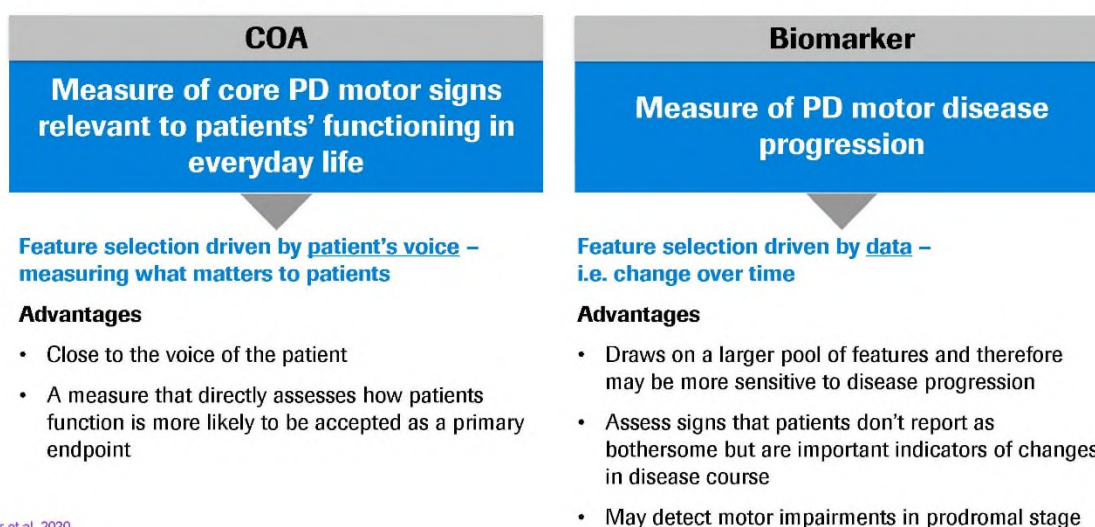 COA
Measure of core PD motor signs
relevant to patients' functioning in
everyday life
Feature selection driven by patient's voice –
measuring what matters to patients
Advantages
• Close to the voice of the patient
• A measure that directly assesses how patients
function is more likely to be accepted as a primary
endpoint
Biomarker
Measure of PD motor disease
progression
Feature selection driven by data –
i.e. change over time
Advantages
• Draws on a larger pool of features and therefore
may be more sensitive to disease progression
• Assess signs that patients don't report as
bothersome but are important indicators of changes
in disease course
• May detect motor impairments in prodromal stage
et al. 2020